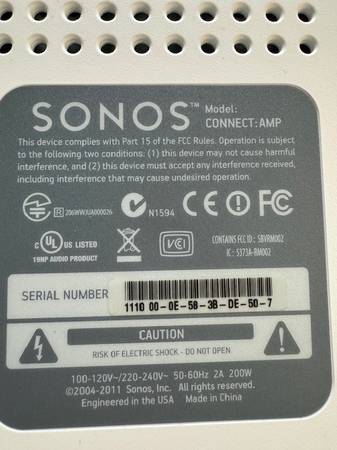 SONOS™ Model:
CONNECT:AMP
This device complies with Part 15 of the FCC Rules. Operation is subject
to the following two conditions: (1) this device may not cause harmful
interference, and (2) this device must accept any interference received,
including interference that may cause undesired operation.
R 206WWJUA000026 N1594 CE FC
c UL US LISTED
19NP AUDIO PRODUCT
VCI
CONTAINS FCC ID : SBVRM002
IC : 5373A-RM002
SERIAL NUMBER
1110 00-0E-58-3B-DE-50-7
CAUTION
RISK OF ELECTRIC SHOCK - DO NOT OPEN
100-120V~/220-240V~ 50-60Hz 2A 200W
©2004-2011 Sonos, Inc. All rights reserved.
Engineered in the USA Made in China